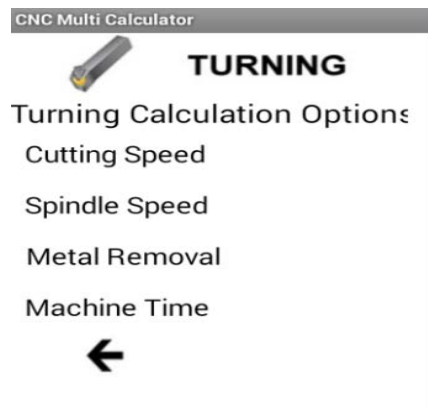 CNC Multi Calculator
TURNING
Turning Calculation Options
Cutting Speed
Spindle Speed
Metal Removal
Machine Time